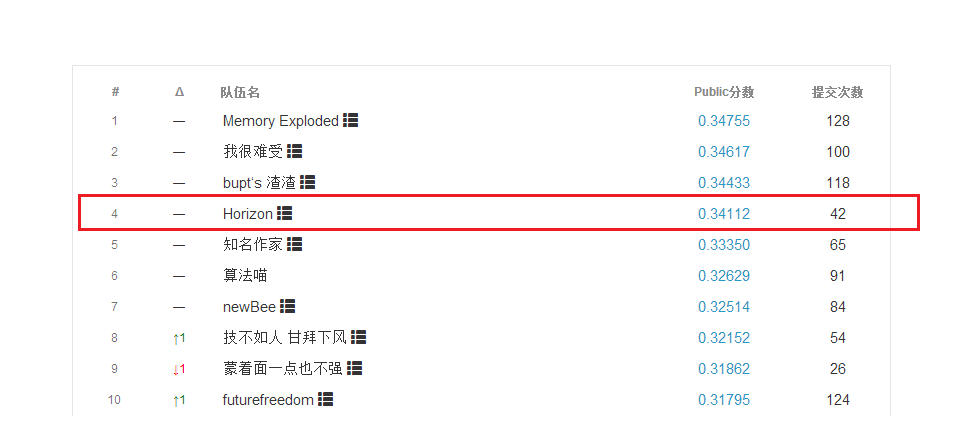 # Δ 队伍名 Public分数 提交次数
1 — Memory Exploded 0.34755 128
2 — 我很难受 0.34617 100
3 — bupt's 渣渣 0.34433 118
4 — Horizon 0.34112 42
5 — 知名作家 0.33350 65
6 — 算法喵 0.32629 91
7 — newBee 0.32514 84
8 ↑1 技不如人 甘拜下风 0.32152 54
9 ↓1 蒙着面一点也不强 0.31862 26
10 ↑1 futurefreedom 0.31795 124